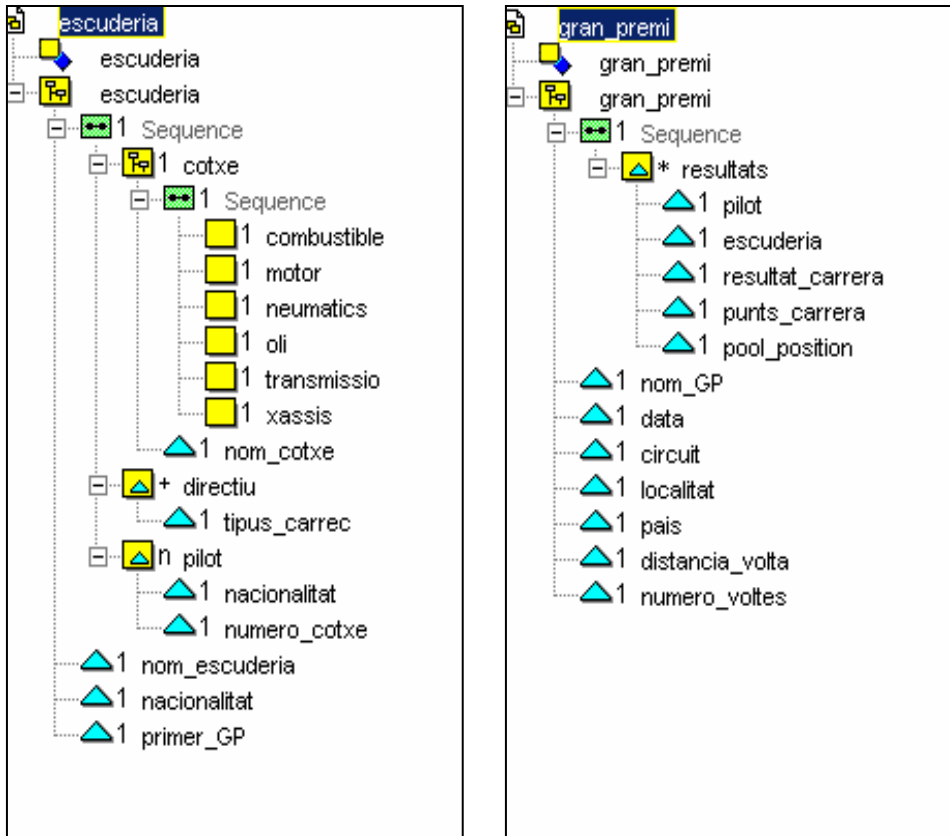 escuderia
escuderia
escuderia
1 Sequence
1 cotxe
1 Sequence
1 combustible
1 motor
1 neumatics
1 oli
1 transmissio
1 xassis
1 nom_cotxe
+ directiu
1 tipus_carrec
n pilot
1 nacionalitat
1 numero_cotxe
1 nom_escuderia
1 nacionalitat
1 primer_GP
gran_premi
gran_premi
gran_premi
1 Sequence
* resultats
1 pilot
1 escuderia
1 resultat_carrera
1 punts_carrera
1 pool_position
1 nom_GP
1 data
1 circuit
1 localitat
1 pais
1 distancia_volta
1 numero_voltes